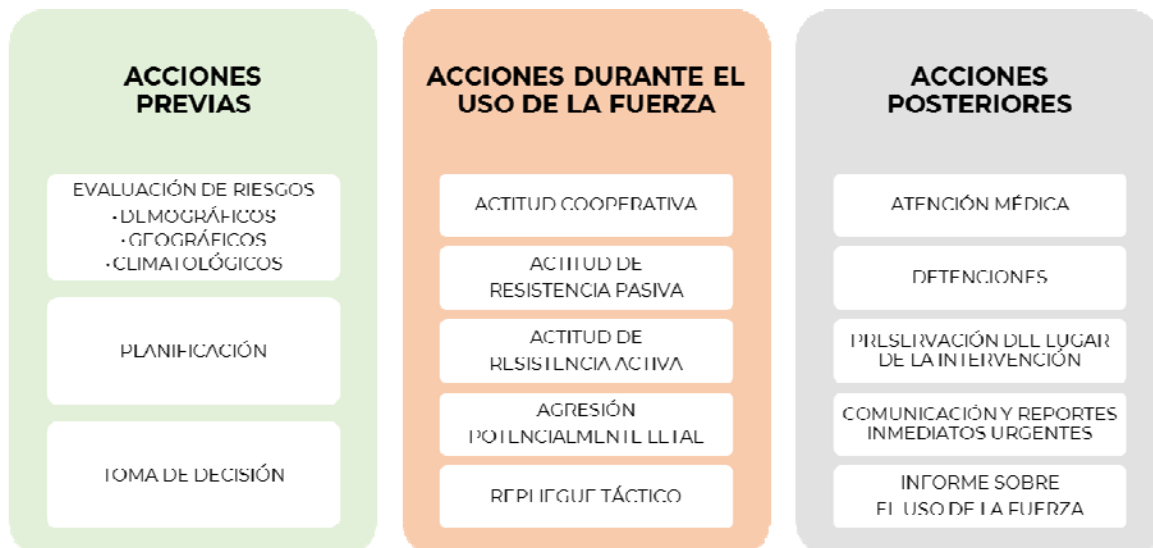 ACCIONES
PREVIAS
EVALUACIÓN DE RIESGOS
·DEMOGRÁFICOS
·GEOGRÁFICOS
·CLIMATOLÓGICOS
PLANIFICACIÓN
TOMA DE DECISIÓN
ACCIONES DURANTE EL
USO DE LA FUERZA
ACTITUD COOPERATIVA
ACTITUD DE
RESISTENCIA PASIVA
ACTITUD DE
RESISTENCIA ACTIVA
AGRESIÓN
POTENCIALMENTE LETAL
REPLIEGUE TÁCTICO
ACCIONES
POSTERIORES
ATENCIÓN MÉDICA
DETENCIONES
PRESERVACIÓN DEL LUGAR
DE LA INTERVENCIÓN
COMUNICACIÓN Y REPORTES
INMEDIATOS URGENTES
INFORME SOBRE
EL USO DE LA FUERZA